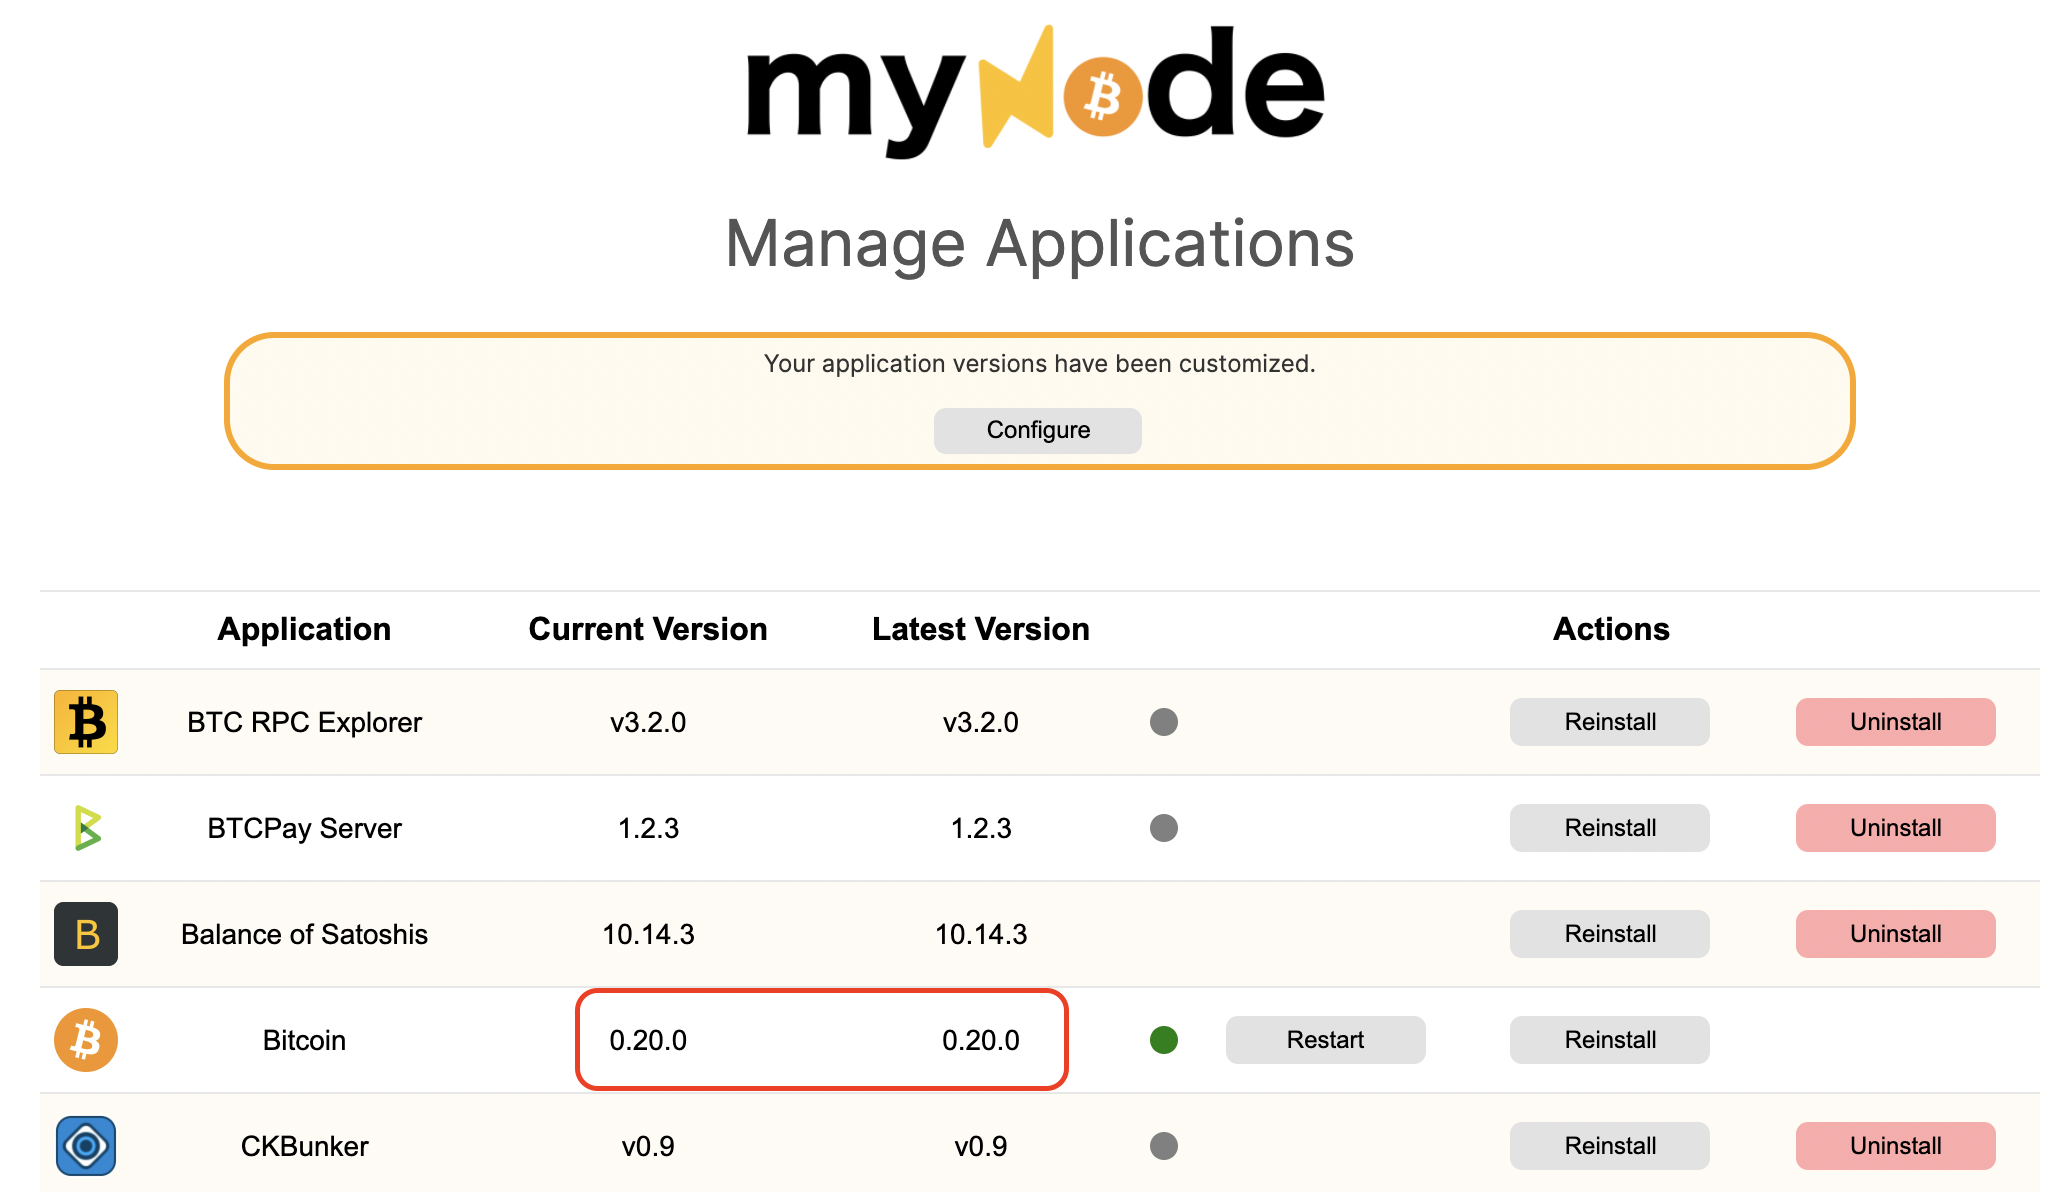 myNode
Manage Applications
Your application versions have been customized.
Configure
Application Current Version Latest Version Actions
BTC RPC Explorer v3.2.0 v3.2.0 Reinstall Uninstall
BTCPay Server 1.2.3 1.2.3 Reinstall Uninstall
B Balance of Satoshis 10.14.3 10.14.3 Reinstall Uninstall
Bitcoin 0.20.0 0.20.0 Restart Reinstall
CKBunker v0.9 v0.9 Reinstall Uninstall